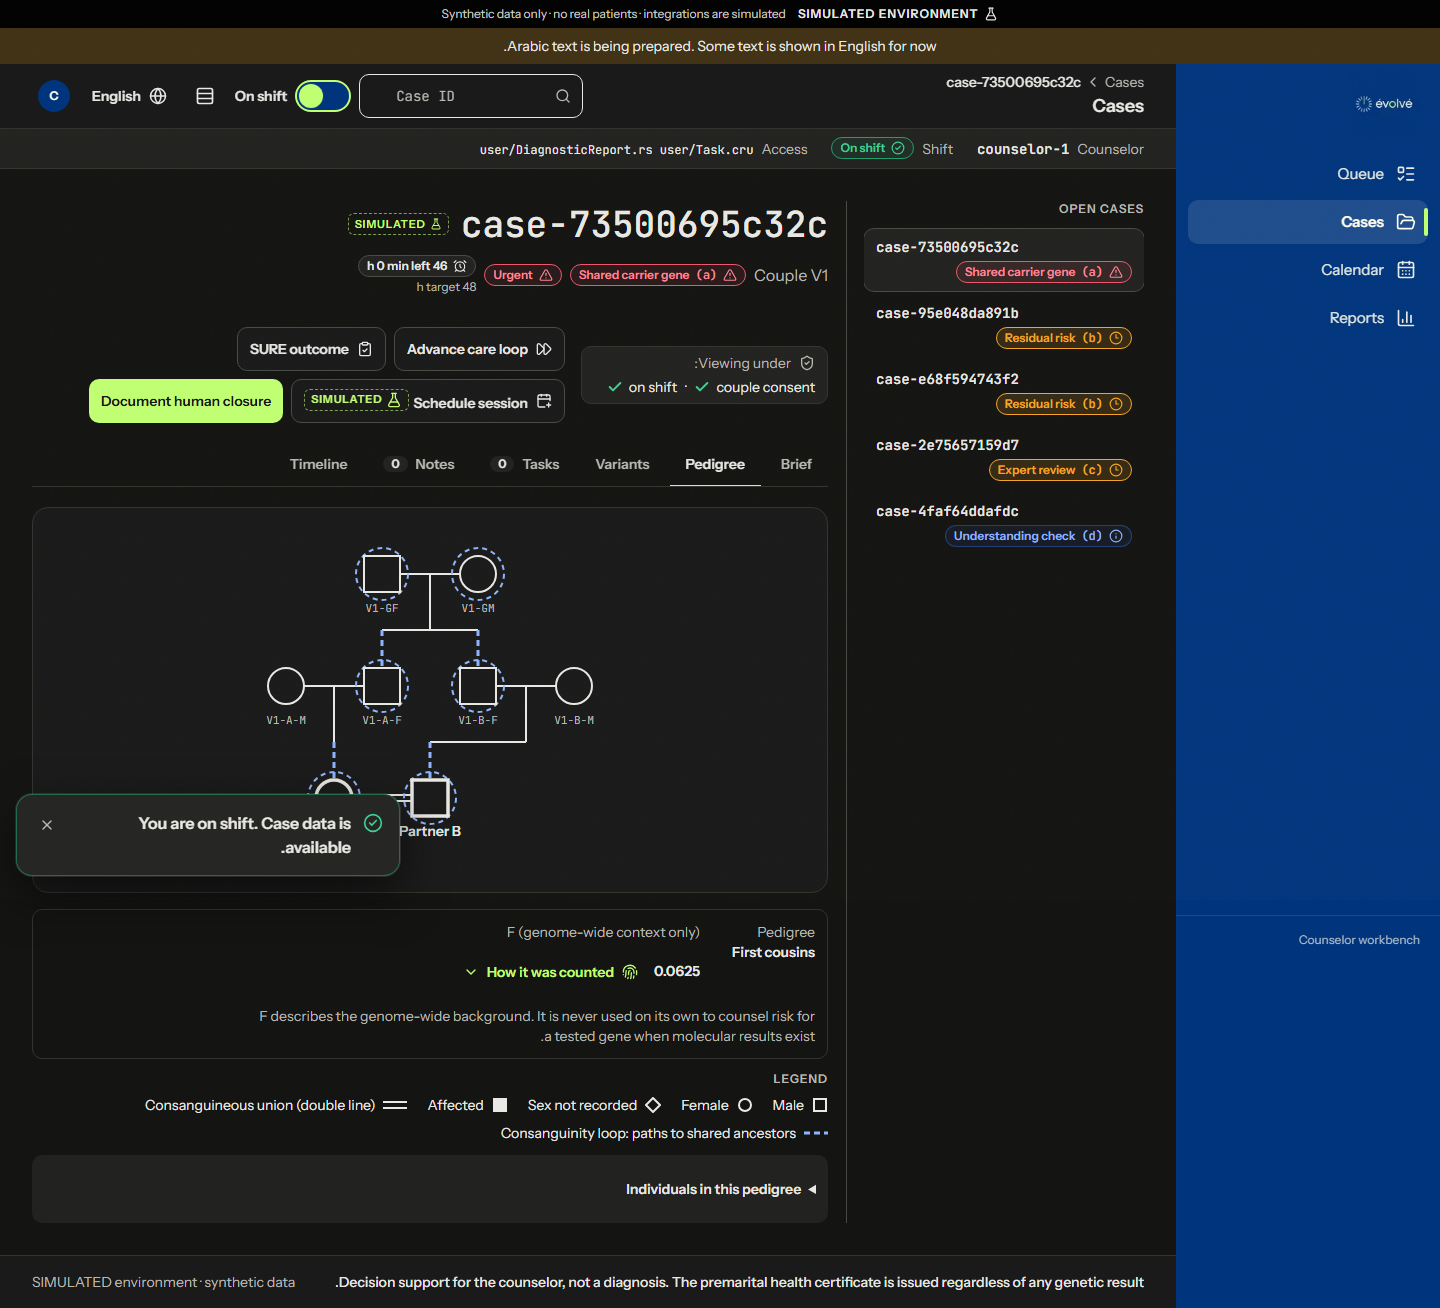 Synthetic data only · no real patients · integrations are simulated SIMULATED ENVIRONMENT
.Arabic text is being prepared. Some text is shown in English for now
évolvé
Queue
Cases
Calendar
Reports
Counselor workbench
case-73500695c32c < Cases
Cases
C English On shift Case ID
user/DiagnosticReport.rs user/Task.cru Access On shift Shift counselor-1 Counselor
OPEN CASES
case-73500695c32c
Shared carrier gene (a)
case-95e048da891b
Residual risk (b)
case-e68f594743f2
Residual risk (b)
case-2e75657159d7
Expert review (c)
case-4faf64ddafdc
Understanding check (d)
SIMULATED case-73500695c32c
h 0 min left 46 Urgent Shared carrier gene (a) Couple V1
h target 48
SURE outcome Advance care loop
Document human closure SIMULATED Schedule session
:Viewing under
on shift · couple consent
Timeline 0 Notes 0 Tasks Variants Pedigree Brief
V1-GF V1-GM
V1-A-M V1-A-F V1-B-F V1-B-M
Partner B
You are on shift. Case data is
.available
F (genome-wide context only) Pedigree
First cousins
How it was counted 0.0625
F describes the genome-wide background. It is never used on its own to counsel risk for
.a tested gene when molecular results exist
LEGEND
Consanguineous union (double line) Affected Sex not recorded Female Male
Consanguinity loop: paths to shared ancestors
Individuals in this pedigree
SIMULATED environment · synthetic data .Decision support for the counselor, not a diagnosis. The premarital health certificate is issued regardless of any genetic result